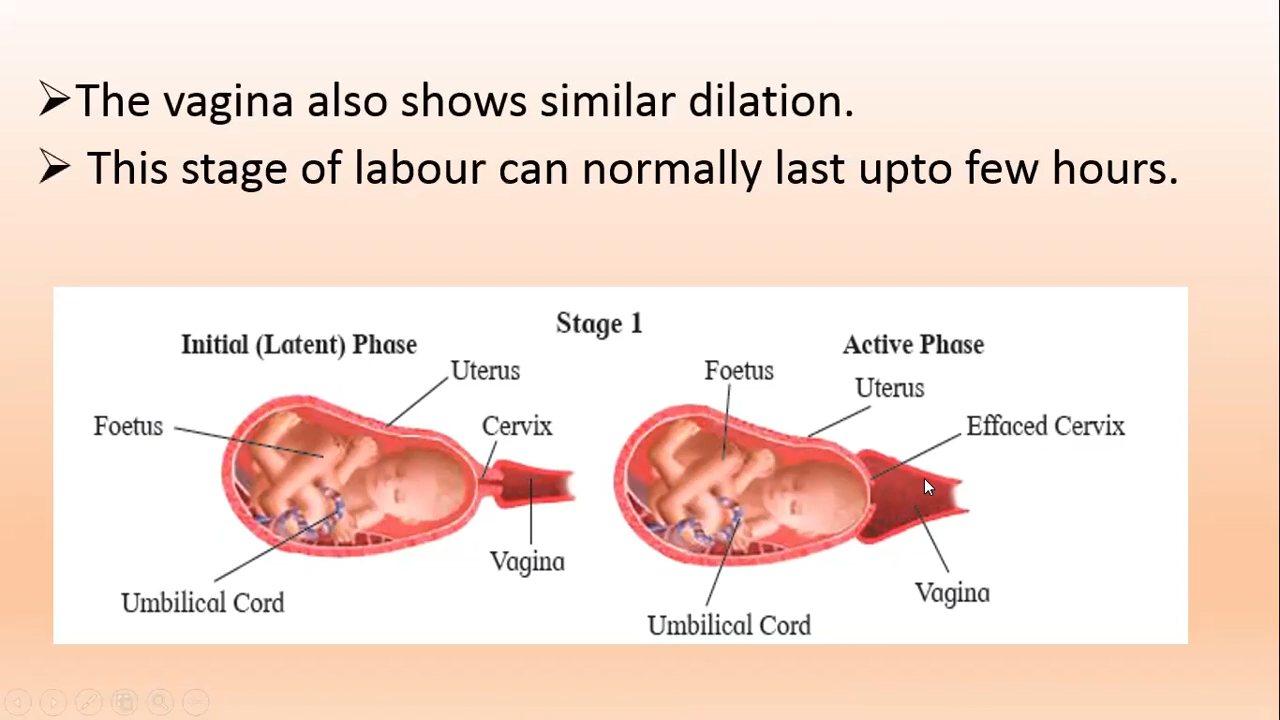 ➢The vagina also shows similar dilation.
➢ This stage of labour can normally last upto few hours.
Stage 1
Initial (Latent) Phase
Uterus
Foetus
Cervix
Vagina
Umbilical Cord
Active Phase
Foetus
Uterus
Effaced Cervix
Vagina
Umbilical Cord